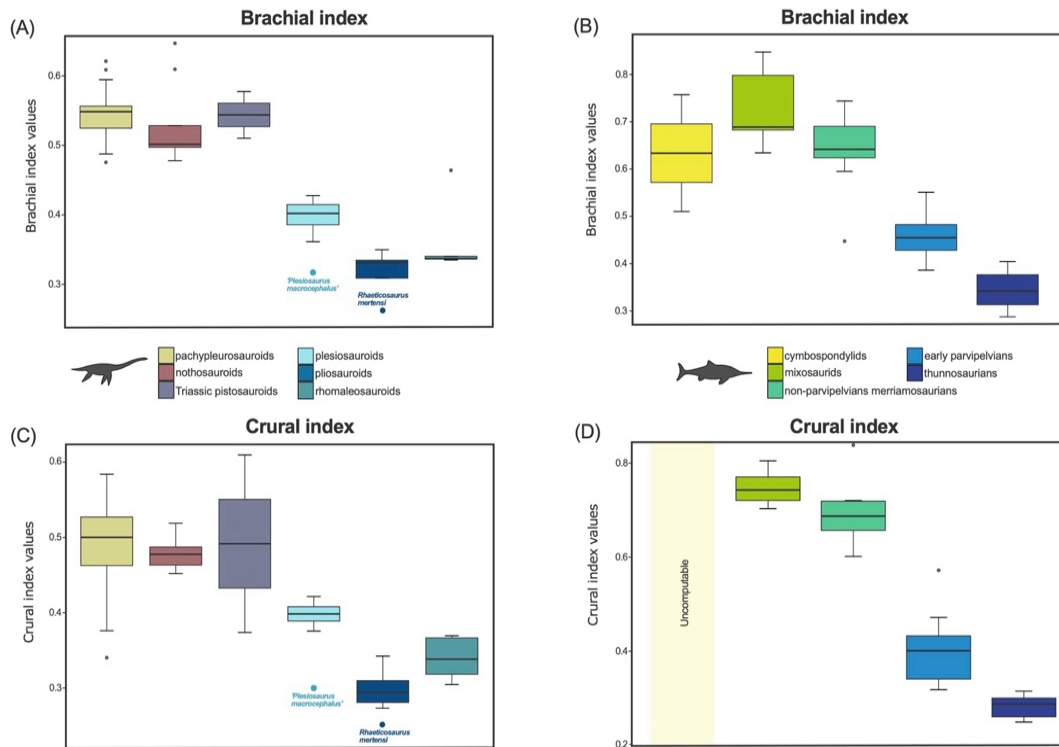 (A)
Brachial index
Brachial index values
0.6
0.5
0.4
0.3
'Plesiosaurus
macrocephalus'
Rhaeticosaurus
mertensi
(B)
Brachial index
Brachial index values
0.8
0.7
0.6
0.5
0.4
0.3
pachypleurosauroids
nothosauroids
Triassic pistosauroids
plesiosauroids
pliosauroids
rhomaleosauroids
cymbospondylids
mixosaurids
non-parvipelvians merriamosaurians
early parvipelvians
thunnosaurians
(C)
Crural index
Crural index values
0.6
0.5
0.4
0.3
'Plesiosaurus
macrocephalus'
Rhaeticosaurus
mertensi
(D)
Crural index
Crural index values
0.8
0.6
0.4
0.2
Uncomputable